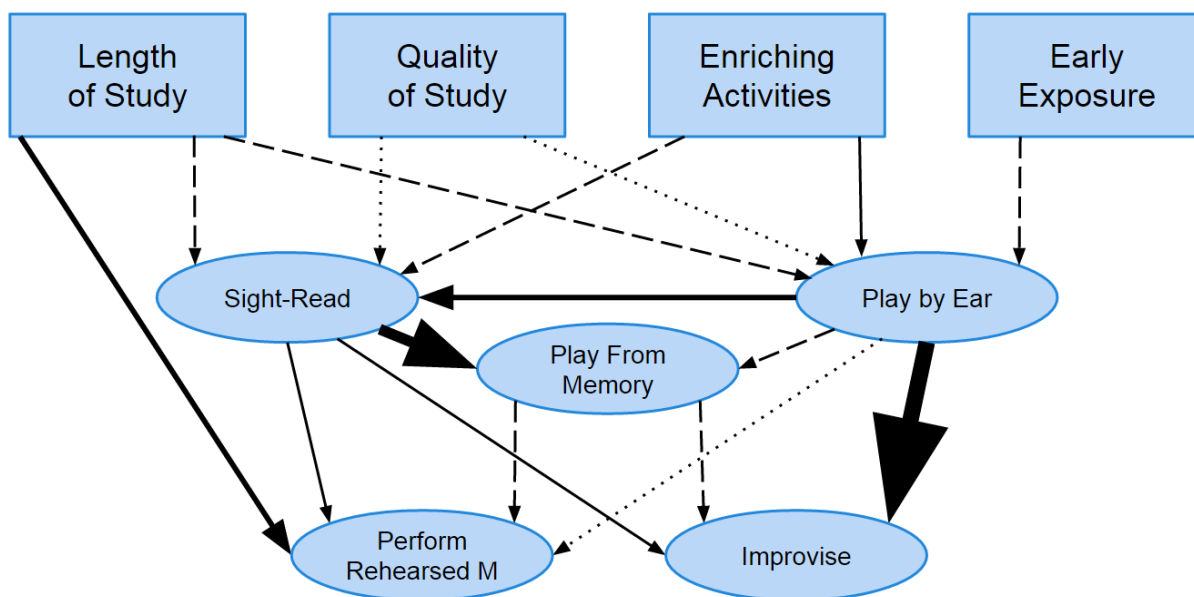 Length
of Study
Quality
of Study
Enriching
Activities
Early
Exposure
Sight-Read
Play by Ear
Play From
Memory
Perform
Rehearsed M
Improvise